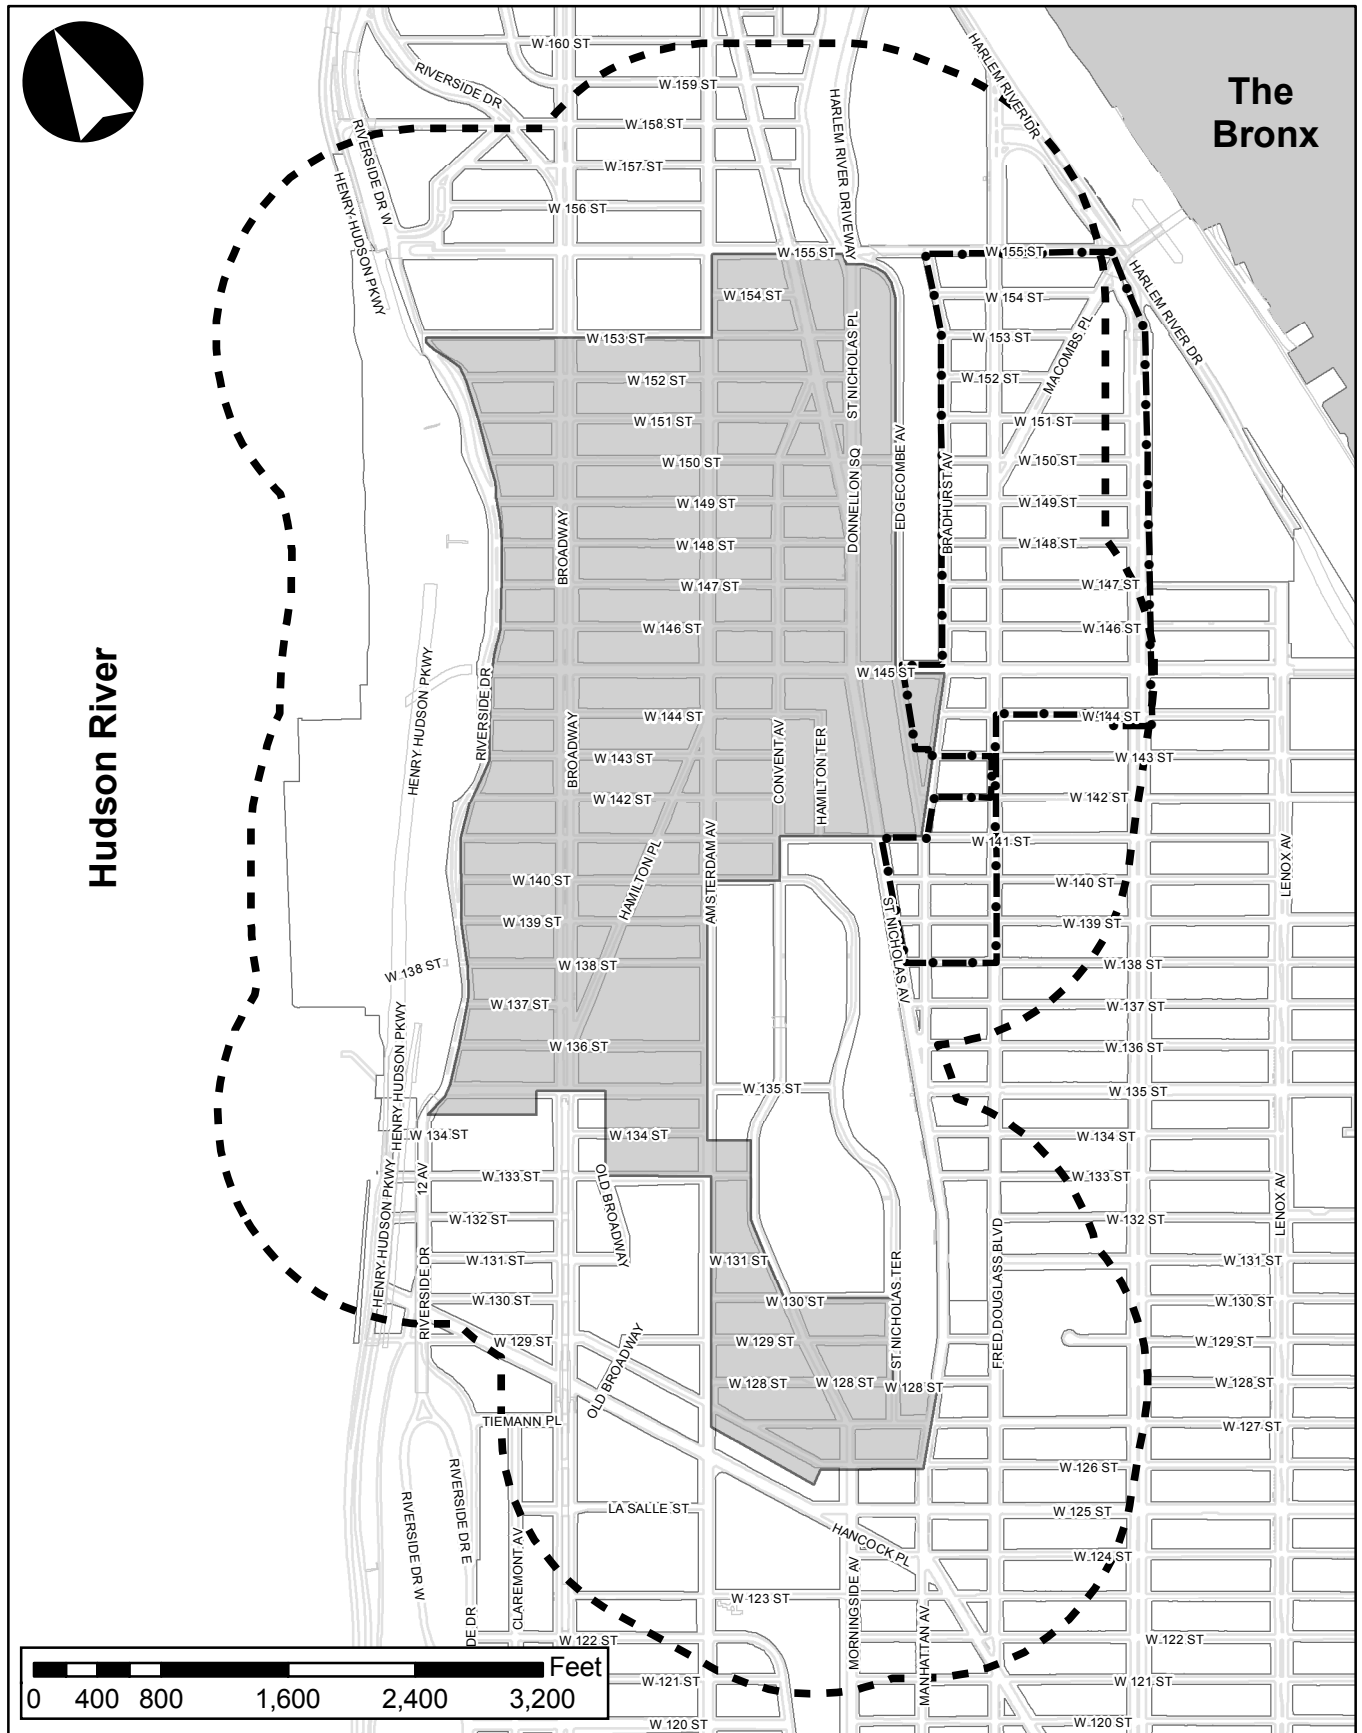 W 160 ST
HARLEM RIVER DR
RIVERSIDE DR
W 159 ST
The
Bronx
HARLEM RIVER DRIVEWAY
W 158 ST
RIVERSIDE DR W
W 157 ST
HENRY HUDSON PKWY
W 156 ST
W 155 ST
W 155 ST
HARLEM RIVER DR
W 154 ST
W 154 ST
ST NICHOLAS PL
MACOMBS PL
W 153 ST
W 153 ST
W 152 ST
W 152 ST
W 151 ST
W 151 ST
EDGECOMBE AV
BRADHURST AV
DONNELLON SQ
W 150 ST
W 150 ST
W 149 ST
W 149 ST
BROADWAY
W 148 ST
W 148 ST
W 147 ST
W 147 ST
W 146 ST
W 146 ST
Hudson River
HENRY HUDSON PKWY
RIVERSIDE DR
W 145 ST
BROADWAY
W 144 ST
W 144 ST
CONVENT AV
HAMILTON TER
W 143 ST
W 143 ST
W 142 ST
W 142 ST
W 141 ST
LENOX AV
HAMILTON PL
AMSTERDAM AV
W 140 ST
W 140 ST
W 139 ST
W 139 ST
ST NICHOLAS AV
W 138 ST
W 138 ST
W 138 ST
W 137 ST
W 137 ST
HENRY HUDSON PKWY
W 136 ST
W 136 ST
W 135 ST
W 135 ST
W 134 ST
W 134 ST
W 134 ST
12 AV
W 133 ST
W 133 ST
OLD BROADWAY
LENOX AV
HENRY HUDSON PKWY
W 132 ST
W 132 ST
FRED DOUGLASS BLVD
RIVERSIDE DR
W 131 ST
W 131 ST
W 131 ST
ST NICHOLAS TER
W 130 ST
W 130 ST
W 130 ST
W 129 ST
W 129 ST
W 129 ST
OLD BROADWAY
W 128 ST
W 128 ST
W 128 ST
W 128 ST
TIEMANN PL
W 127 ST
W 126 ST
RIVERSIDE DR E
RIVERSIDE DR W
LA SALLE ST
W 125 ST
CLAREMONT AV
HANCOCK PL
W 124 ST
W 123 ST
MORNINGSIDE AV
MANHATTAN AV
DE DR
W 122 ST
W 122 ST
W 121 ST
W 121 ST
W 120 ST
W 120 ST
Feet
0 400 800 1,600 2,400 3,200